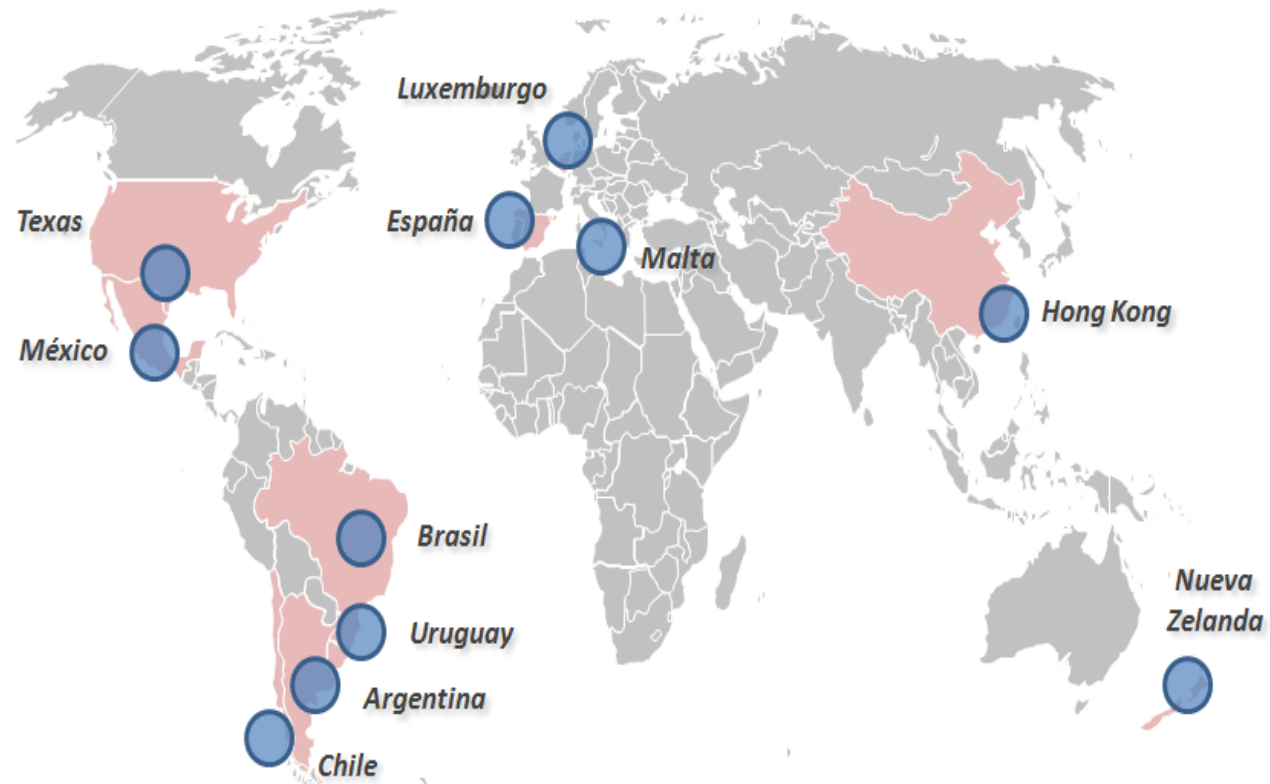 Luxemburgo
Texas
España
Malta
Hong Kong
México
Brasil
Nueva
Zelanda
Uruguay
Argentina
Chile